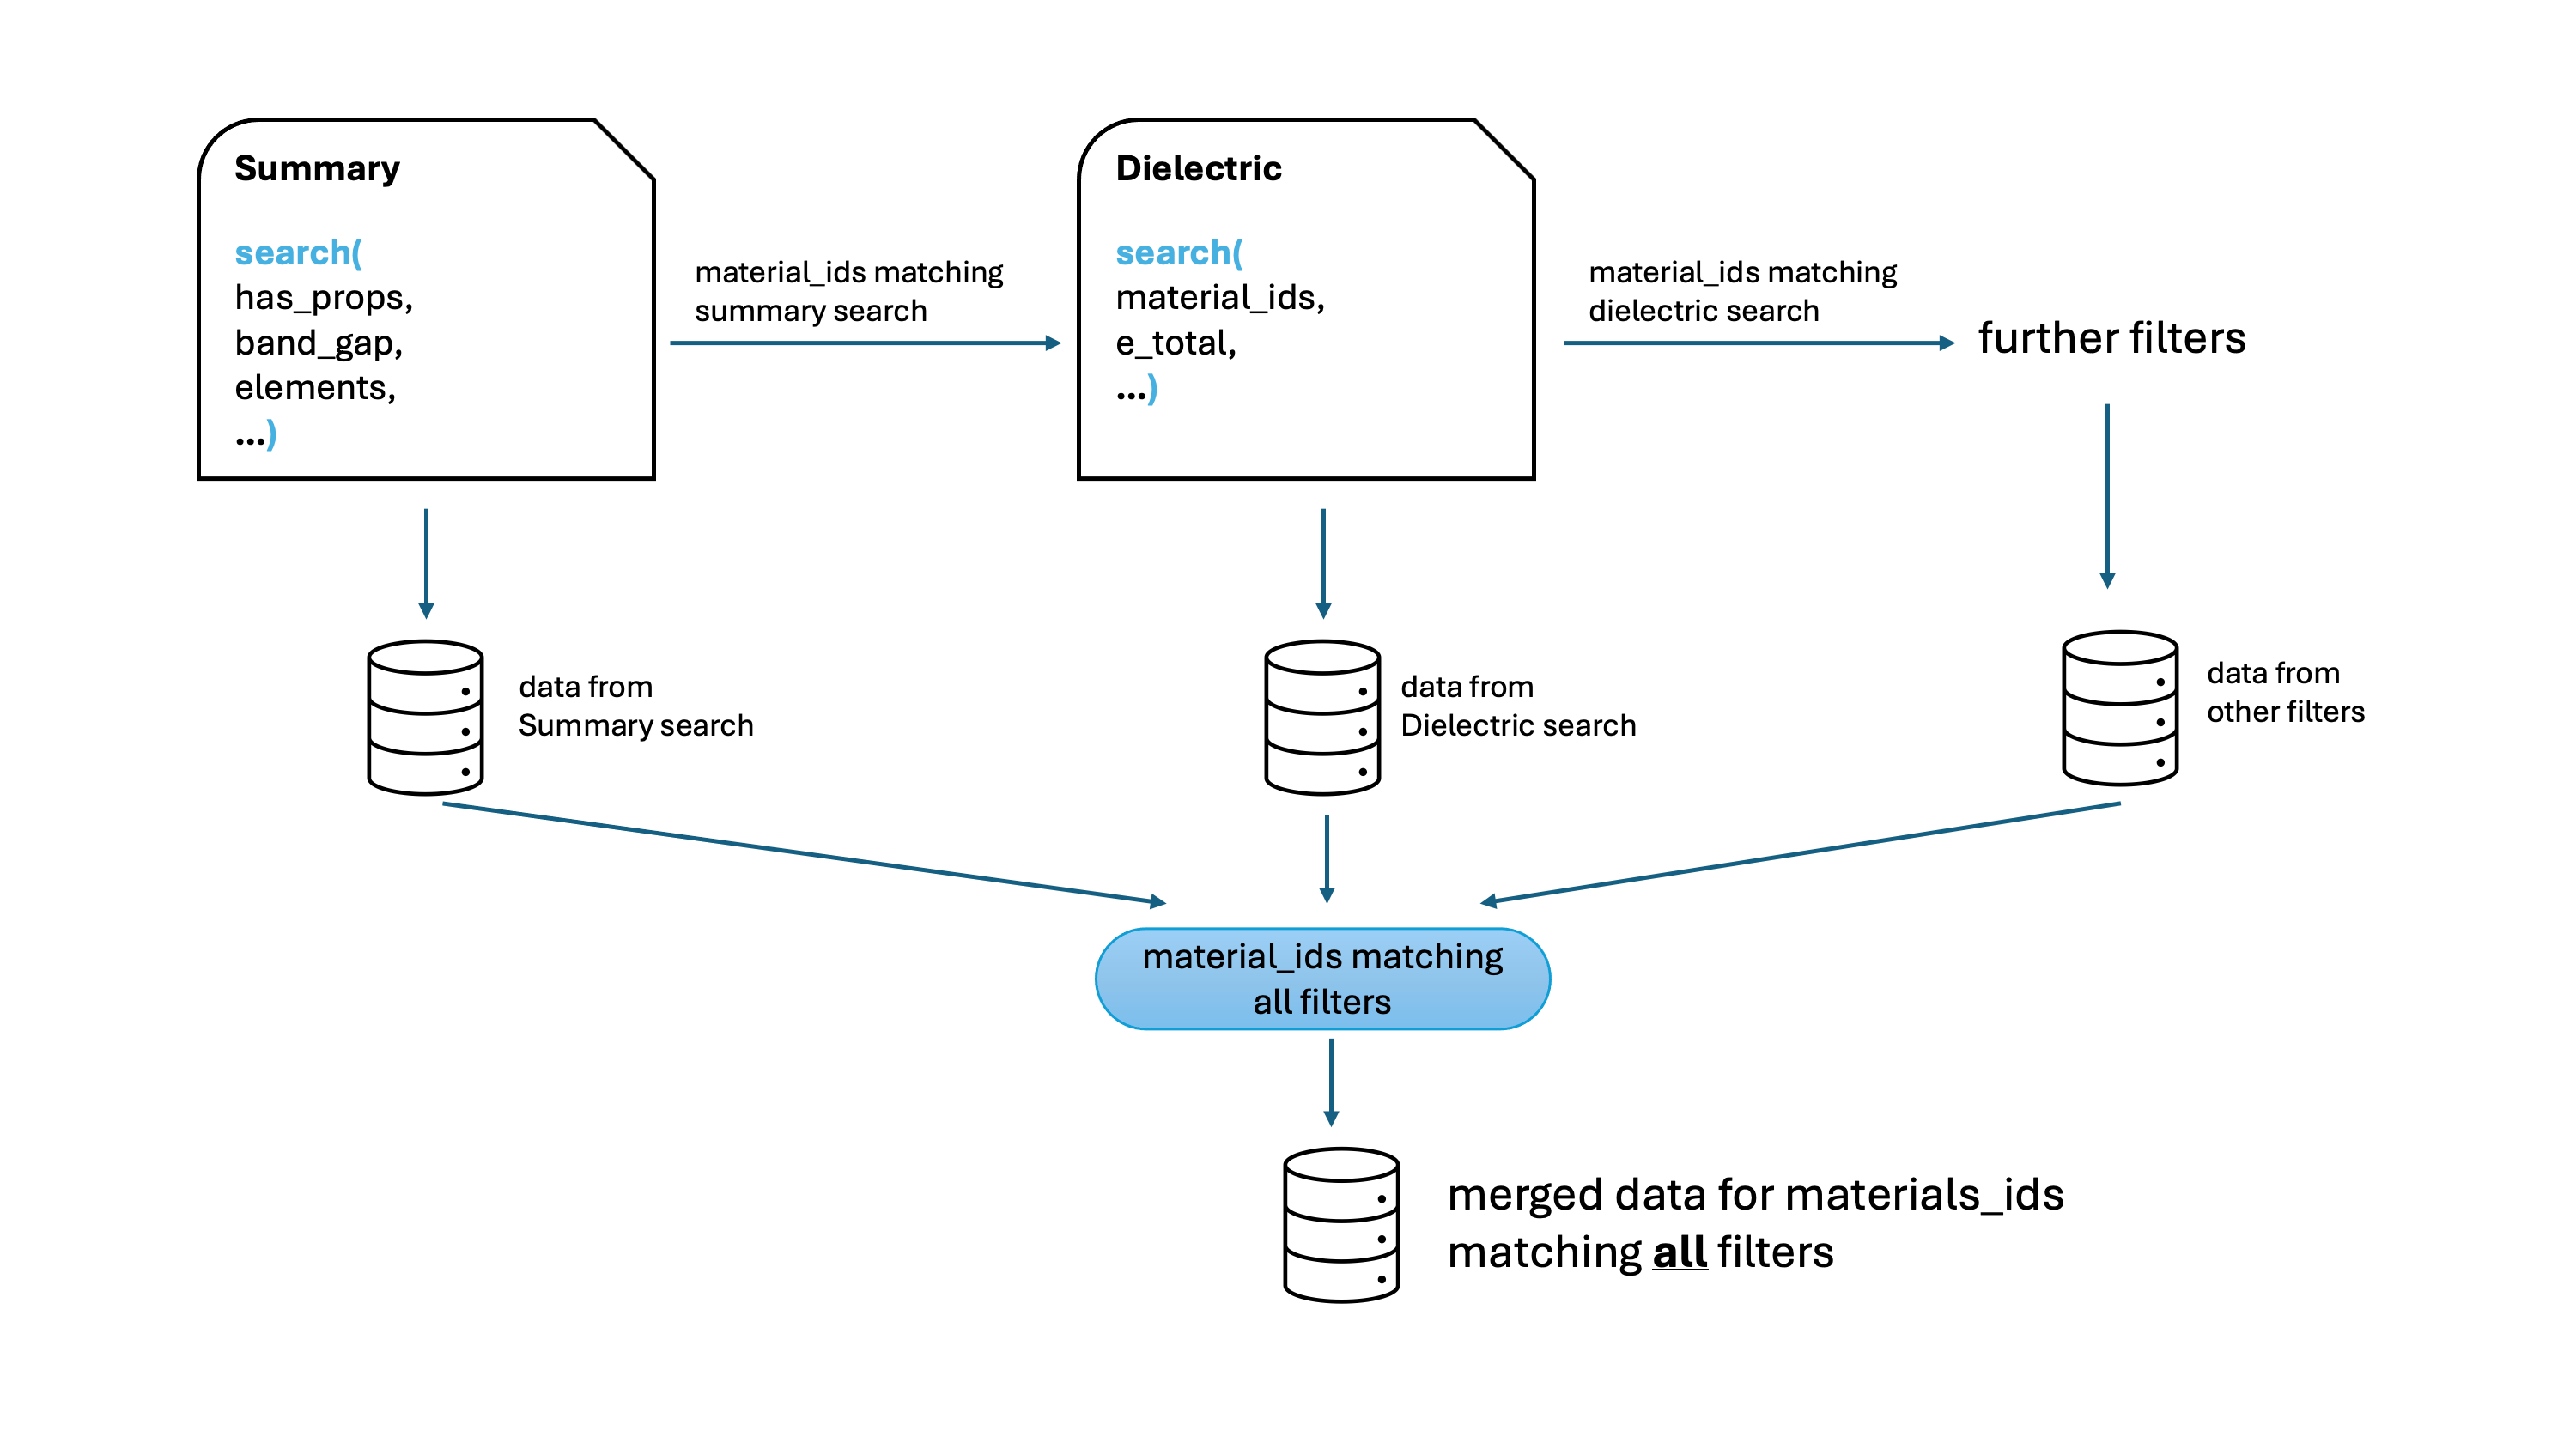 Summary
search(
has_props,
band_gap,
elements,
...)
material_ids matching
summary search
Dielectric
search(
material_ids,
e_total,
...)
material_ids matching
dielectric search
further filters
data from
Summary search
data from
Dielectric search
data from
other filters
material_ids matching
all filters
merged data for materials_ids
matching all filters